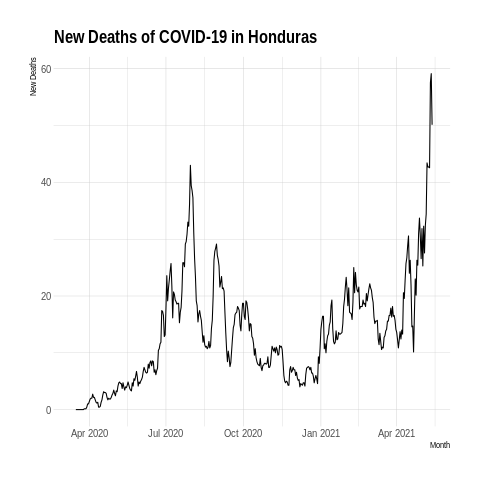 New Deaths of COVID-19 in Honduras
New Deaths
60
40
20
0
Apr 2020 Jul 2020 Oct 2020 Jan 2021 Apr 2021
Month